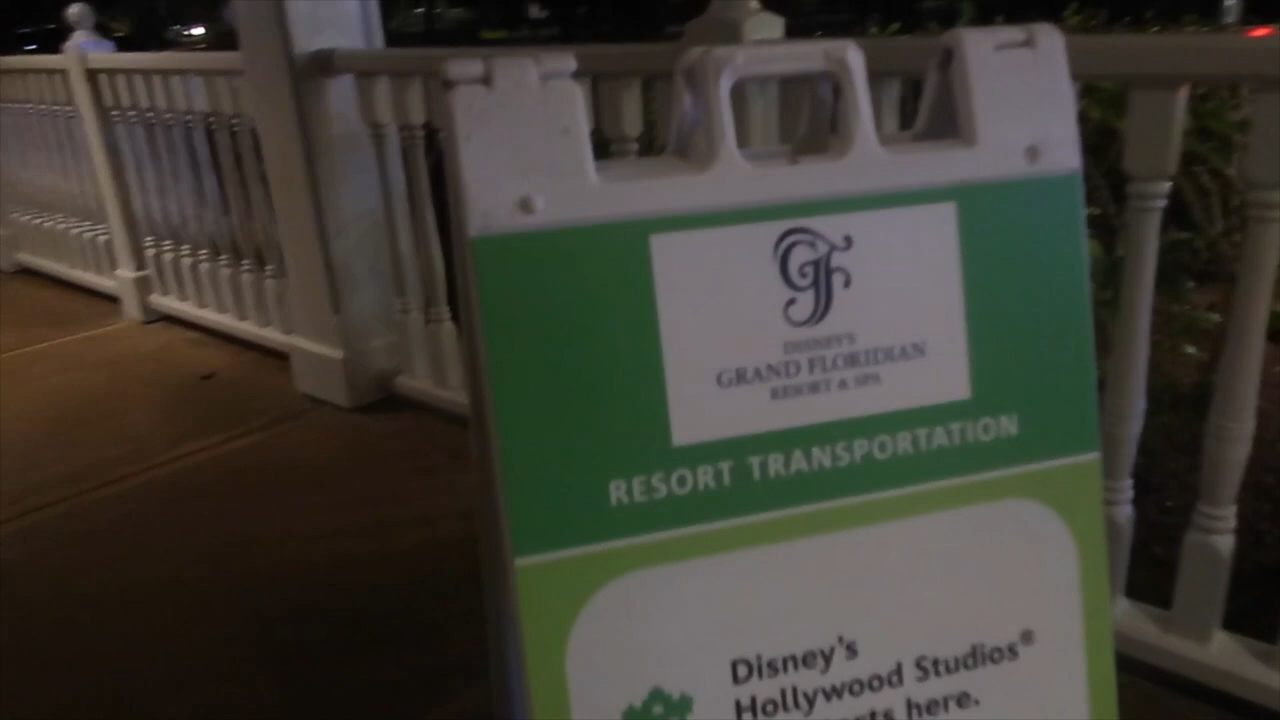 GF
DISNEY'S
GRAND FLORIDIAN
RESORT & SPA
RESORT TRANSPORTATION
Disney's
Hollywood Studios®
here.